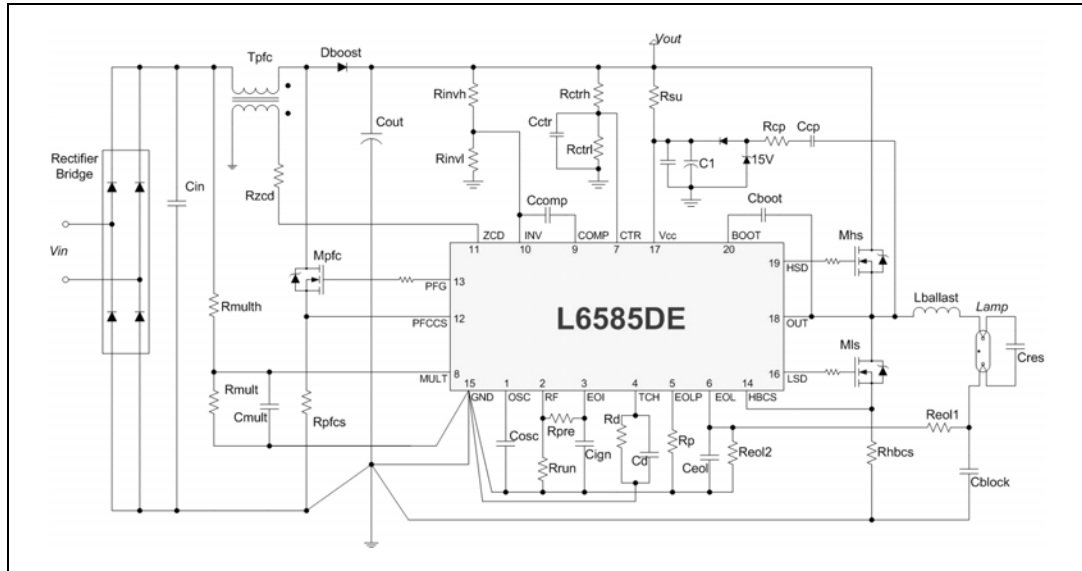 Vout
Tpfc
Dboost
Rinvh
Rctrh
Rsu
Cctr
Rcp
Ccp
Cout
Rinvl
Rctrl
C1
15V
Rectifier
Bridge
Cin
Rzcd
Ccomp
Cboot
ZCD
INV
COMP
CTR
Vcc
BOOT
11
10
9
7
17
20
Mhs
Vin
Mpfc
13
PFG
19
HSD
Lballast
Lamp
Rmulth
12
PFCCS
L6585DE
18
OUT
Cres
Mls
Rmult
8
MULT
16
LSD
15
1
2
3
4
5
6
14
GND
OSC
RF
EOI
TCH
EOLP
EOL
HBCS
Cmult
Rpfcs
Cosc
Rpre
Rd
Rp
Reol1
Rrun
Cign
Cd
Ceol
Reol2
Rhbcs
Cblock